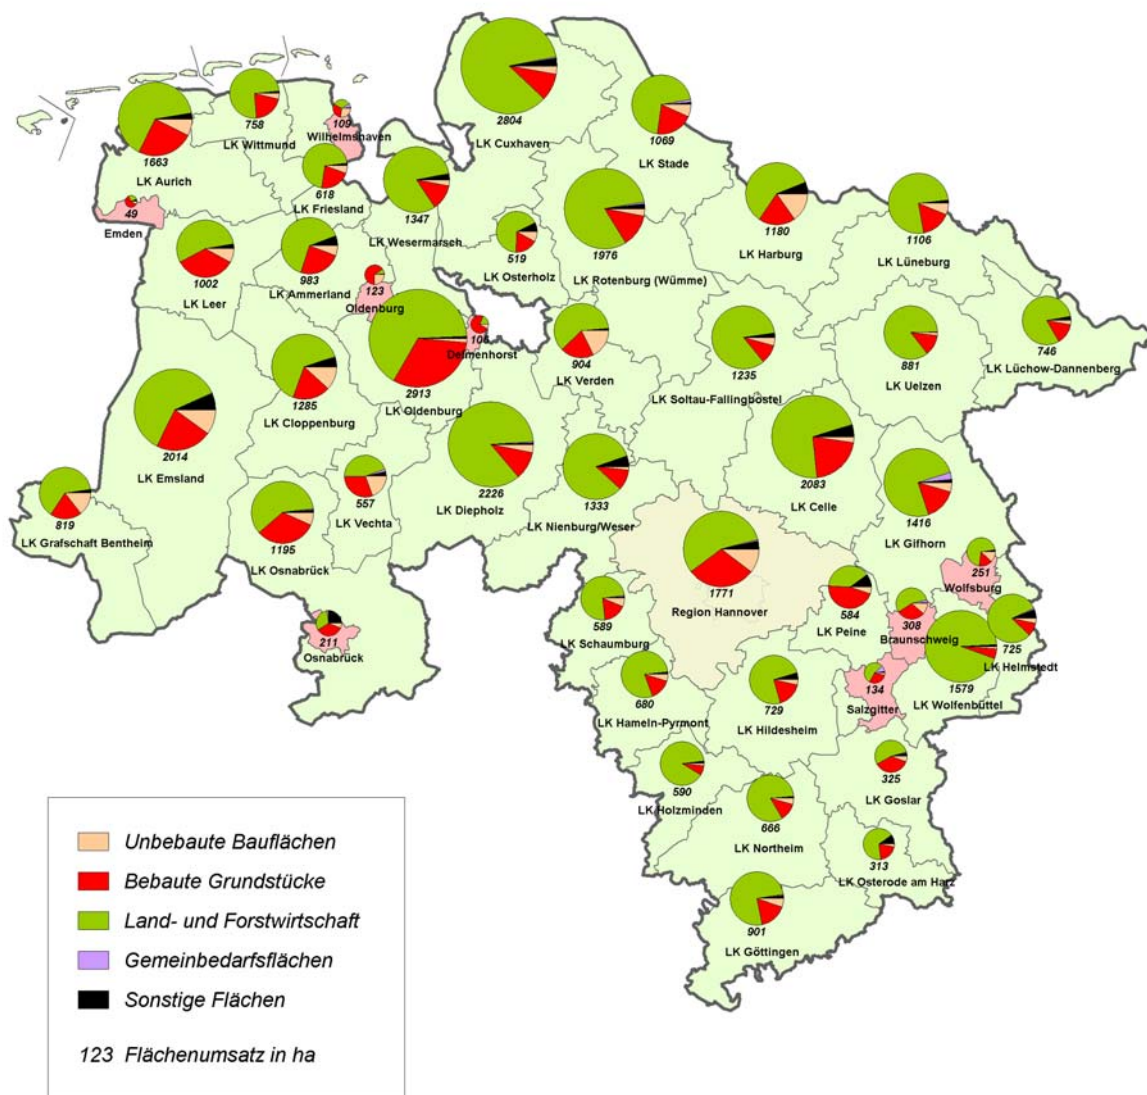 2804
LK Cuxhaven
1069
LK Stade
758
LK Wittmund
109
Wilhelmshaven
1663
LK Aurich
618
LK Friesland
49
Emden
1347
LK Wesermarsch
1976
LK Rotenburg (Wümme)
1180
LK Harburg
1106
LK Lüneburg
519
LK Osterholz
1002
LK Leer
983
LK Ammerland
123
Oldenburg
106
Delmenhorst
2913
LK Oldenburg
904
LK Verden
1235
LK Soltau-Fallingbostel
881
LK Uelzen
746
LK Lüchow-Dannenberg
1285
LK Cloppenburg
2014
LK Emsland
2226
LK Diepholz
1333
LK Nienburg/Weser
2083
LK Celle
1416
LK Gifhorn
819
LK Grafschaft Bentheim
557
LK Vechta
1195
LK Osnabrück
211
Osnabrück
1771
Region Hannover
251
Wolfsburg
589
LK Schaumburg
584
LK Peine
308
Braunschweig
725
LK Helmstedt
1579
LK Wolfenbüttel
134
Salzgitter
680
LK Hameln-Pyrmont
729
LK Hildesheim
590
LK Holzminden
325
LK Goslar
666
LK Northeim
313
LK Osterode am Harz
901
LK Göttingen
Unbebaute Bauflächen
Bebaute Grundstücke
Land- und Forstwirtschaft
Gemeinbedarfsflächen
Sonstige Flächen
123 Flächenumsatz in ha